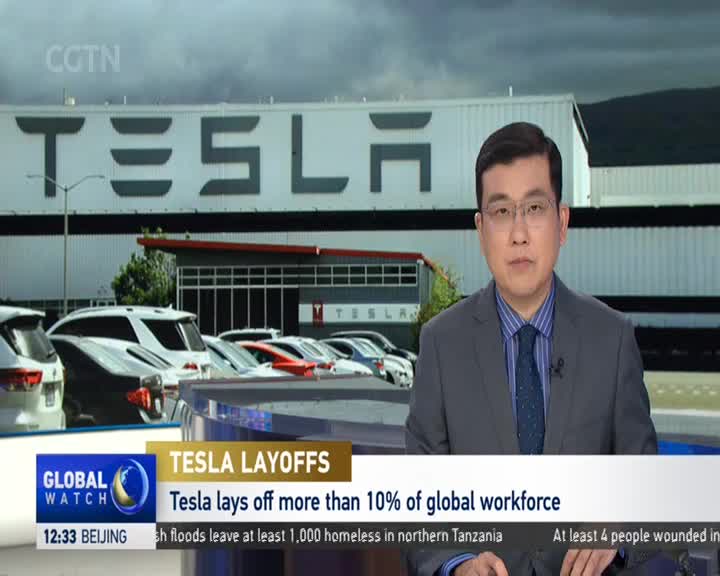 CGTN
TESLA
TESLA
TESLA LAYOFFS
GLOBAL
WATCH
Tesla lays off more than 10% of global workforce
12:33 BEIJING
floods leave at least 1,000 homeless in northern Tanzania At least 4 people wounded in